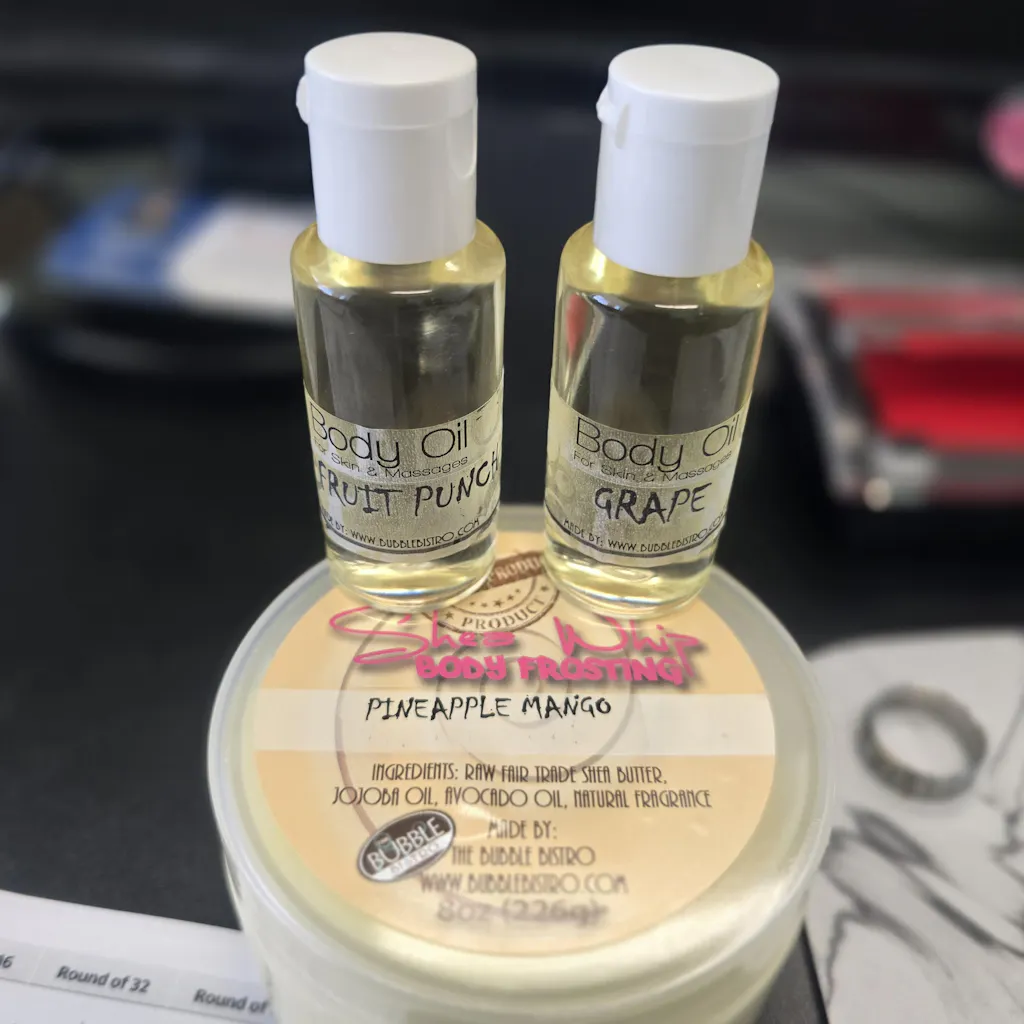 Body Oil
For Skin & Massages
FRUIT PUNCH
MADE BY: WWW.BUBBLEBISTRO.COM
Body Oil
For Skin & Massages
GRAPE
MADE BY: WWW.BUBBLEBISTRO.COM
PRODUCT
Shea Whip
BODY FROSTING
PINEAPPLE MANGO
INGREDIENTS: RAW FAIR TRADE SHEA BUTTER,
JOJOBA OIL, AVOCADO OIL, NATURAL FRAGRANCE
MADE BY:
THE BUBBLE BISTRO
WWW.BUBBLEBISTRO.COM
8oz (226g)
BUBBLE
BISTRO
Round of 32
Round of